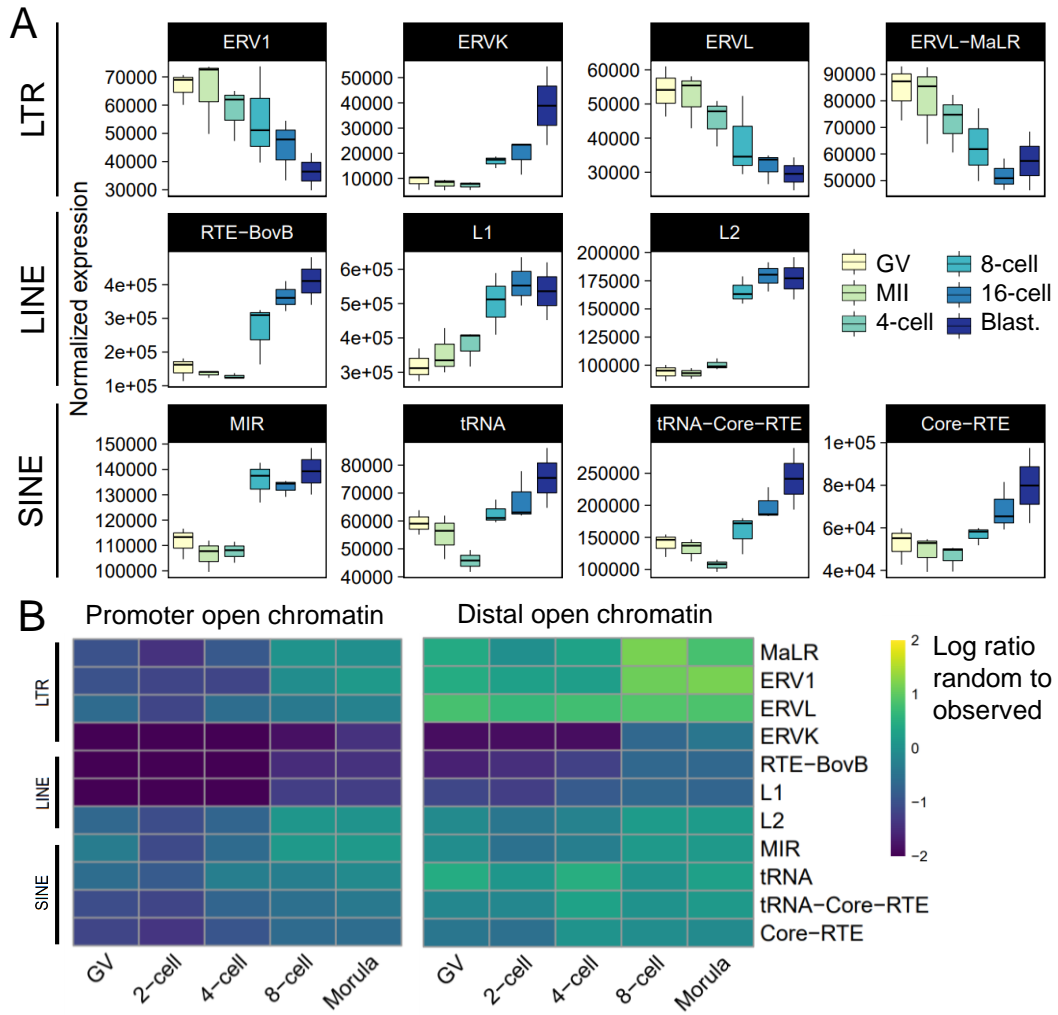 A
ERV1
ERVK
ERVL
ERVL−MaLR
LTR
70000
60000
50000
40000
30000
50000
40000
30000
20000
10000
60000
50000
40000
30000
90000
80000
70000
60000
50000
Normalized expression
RTE−BovB
L1
L2
LINE
4e+05
3e+05
2e+05
1e+05
6e+05
5e+05
4e+05
3e+05
200000
175000
150000
125000
100000
GV
MII
4-cell
8-cell
16-cell
Blast.
MIR
tRNA
tRNA−Core−RTE
Core−RTE
SINE
150000
140000
130000
120000
110000
100000
80000
70000
60000
50000
40000
250000
200000
150000
100000
1e+05
8e+04
6e+04
4e+04
B
Promoter open chromatin
Distal open chromatin
LTR
LINE
SINE
MaLR
ERV1
ERVL
ERVK
RTE−BovB
L1
L2
MIR
tRNA
tRNA−Core−RTE
Core−RTE
GV
2−cell
4−cell
8−cell
Morula
GV
2−cell
4−cell
8−cell
Morula
2
1
0
−1
−2
Log ratio
random to
observed